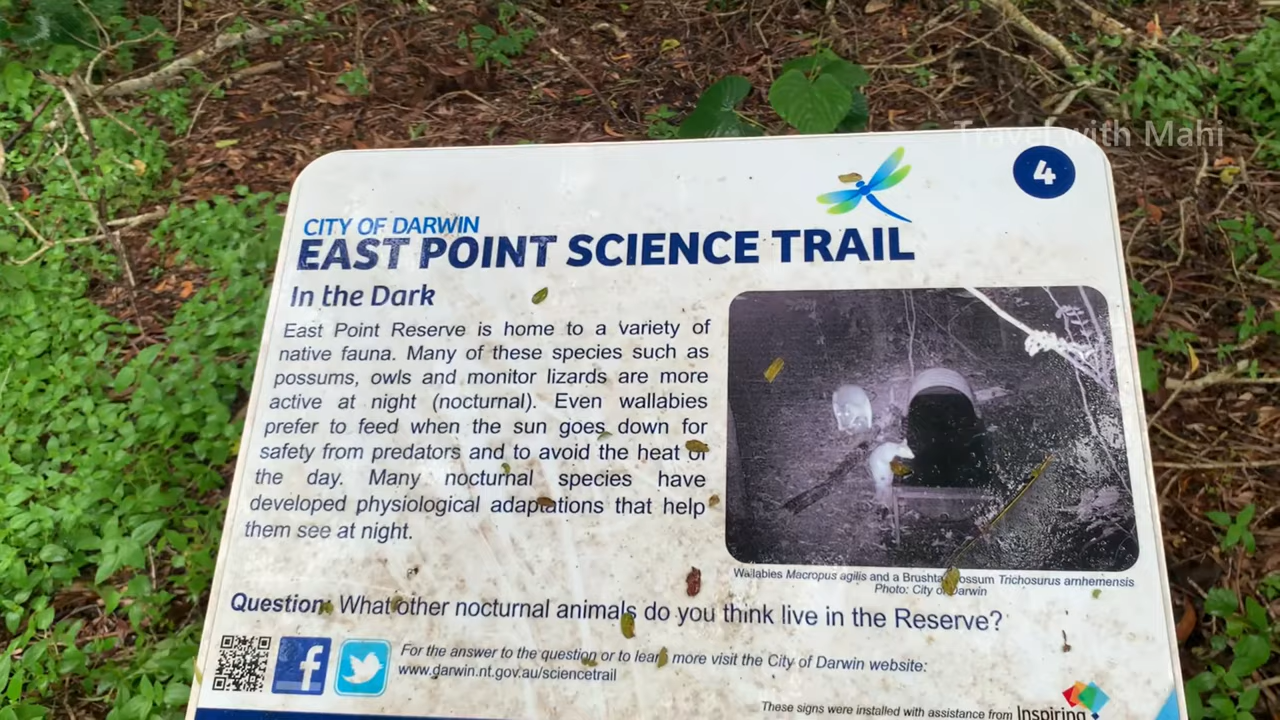 Travel with Mahi
4
CITY OF DARWIN
EAST POINT SCIENCE TRAIL
In the Dark
East Point Reserve is home to a variety of
native fauna. Many of these species such as
possums, owls and monitor lizards are more
active at night (nocturnal). Even wallabies
prefer to feed when the sun goes down for
safety from predators and to avoid the heat of
the day. Many nocturnal species have
developed physiological adaptations that help
them see at night.
Wallabies Macropus agilis and a Brushtail Possum Trichosurus arnhemensis
Photo: City of Darwin
Question: What other nocturnal animals do you think live in the Reserve?
For the answer to the question or to learn more visit the City of Darwin website:
www.darwin.nt.gov.au/sciencetrail
These signs were installed with assistance from Inspiring